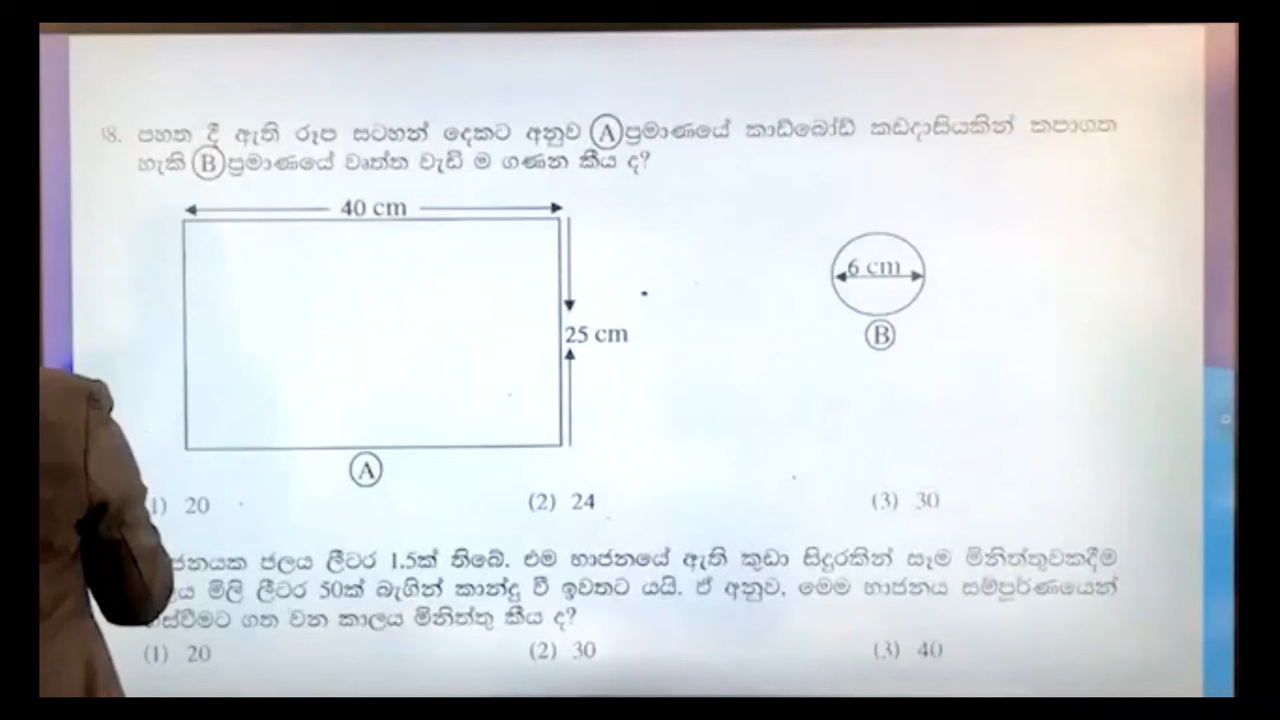 38. පහත දී ඇති රූප සටහන් දෙකට අනුව A ප්‍රමාණයේ කාඩ්බෝඩ් කඩදාසියකින් කපාගත
හැකි B ප්‍රමාණයේ වෘත්ත වැඩි ම ගණන කීය ද?
40 cm
6 cm
25 cm
B
A
1) 20 (2) 24 (3) 30
ජලය ලීටර 1.5ක් තිබේ. එම භාජනයේ ඇති කුඩා සිදුරකින් සෑම මිනිත්තුවකදීම
මිලි ලීටර 50ක් බැගින් කාන්දු වී ඉවතට යයි. ඒ අනුව, මෙම භාජනය සම්පූර්ණයෙන්
ගත වන කාලය මිනිත්තු කීය ද?
(1) 20 (2) 30 (3) 40